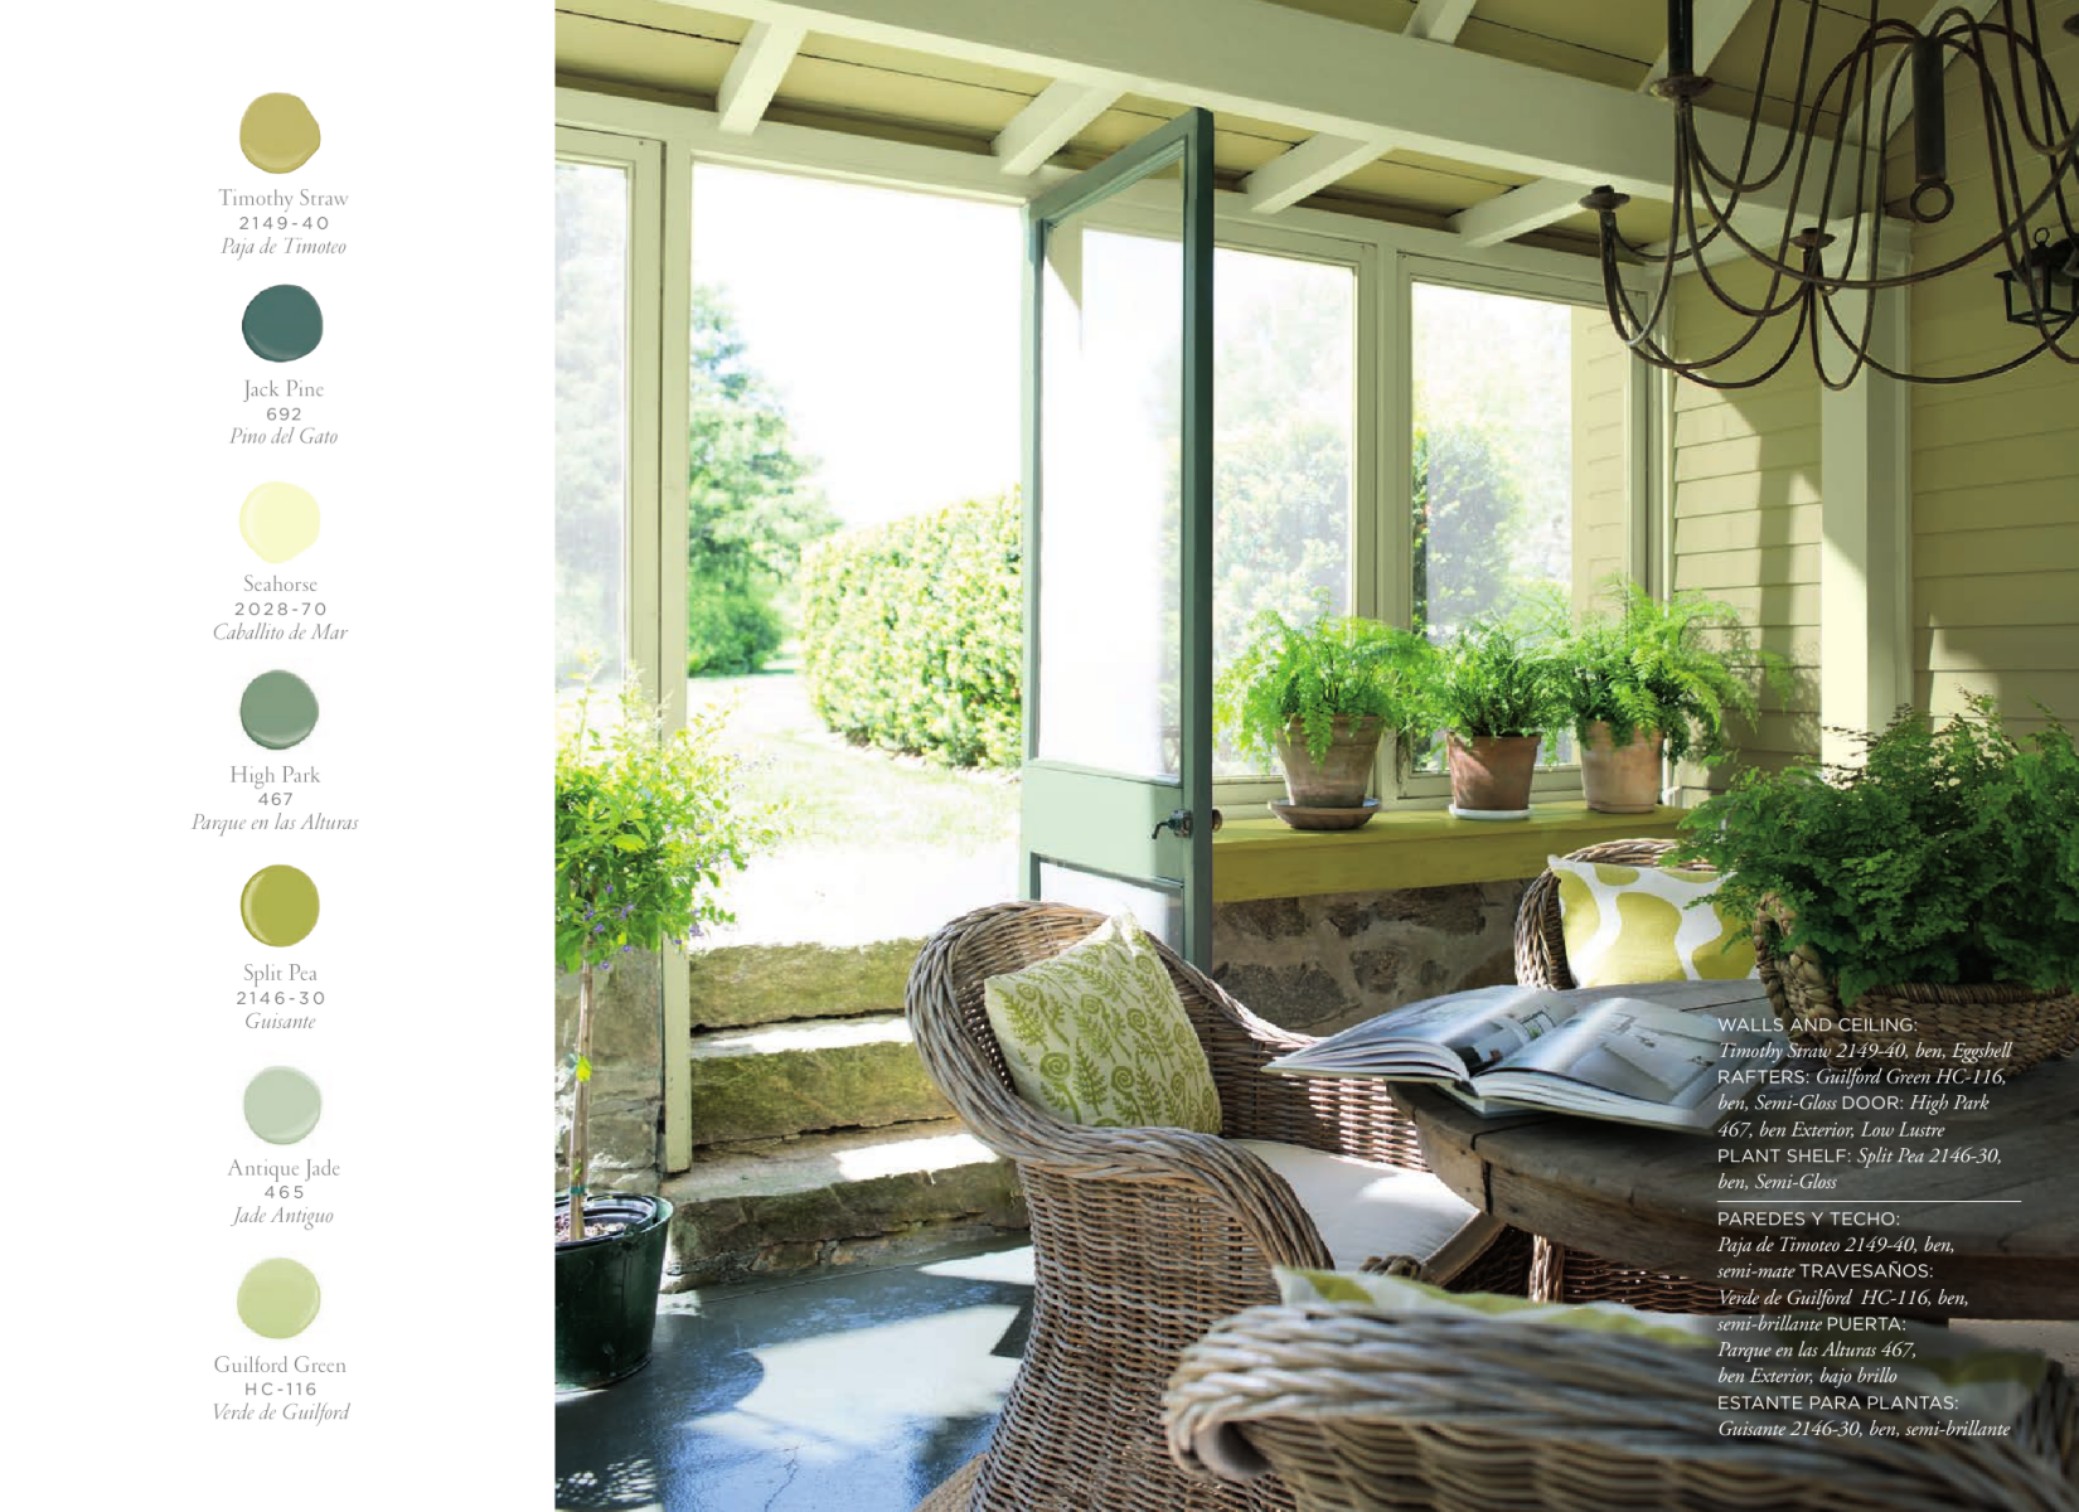 Timothy Straw
2149-40
Paja de Timoteo
Jack Pine
692
Pino del Gato
Seahorse
2028-70
Caballito de Mar
High Park
467
Parque en las Alturas
Split Pea
2146-30
Guisante
Antique Jade
465
Jade Antiguo
Guilford Green
HC-116
Verde de Guilford
WALLS AND CEILING:
Timothy Straw 2149-40, ben, Eggshell
RAFTERS: Guilford Green HC-116,
ben, Semi-Gloss DOOR: High Park
467, ben Exterior, Low Lustre
PLANT SHELF: Split Pea 2146-30,
ben, Semi-Gloss
PAREDES Y TECHO:
Paja de Timoteo 2149-40, ben,
semi-mate TRAVESAÑOS:
Verde de Guilford HC-116, ben,
semi-brillante PUERTA:
Parque en las Alturas 467,
ben Exterior, bajo brillo
ESTANTE PARA PLANTAS:
Guisante 2146-30, ben, semi-brillante